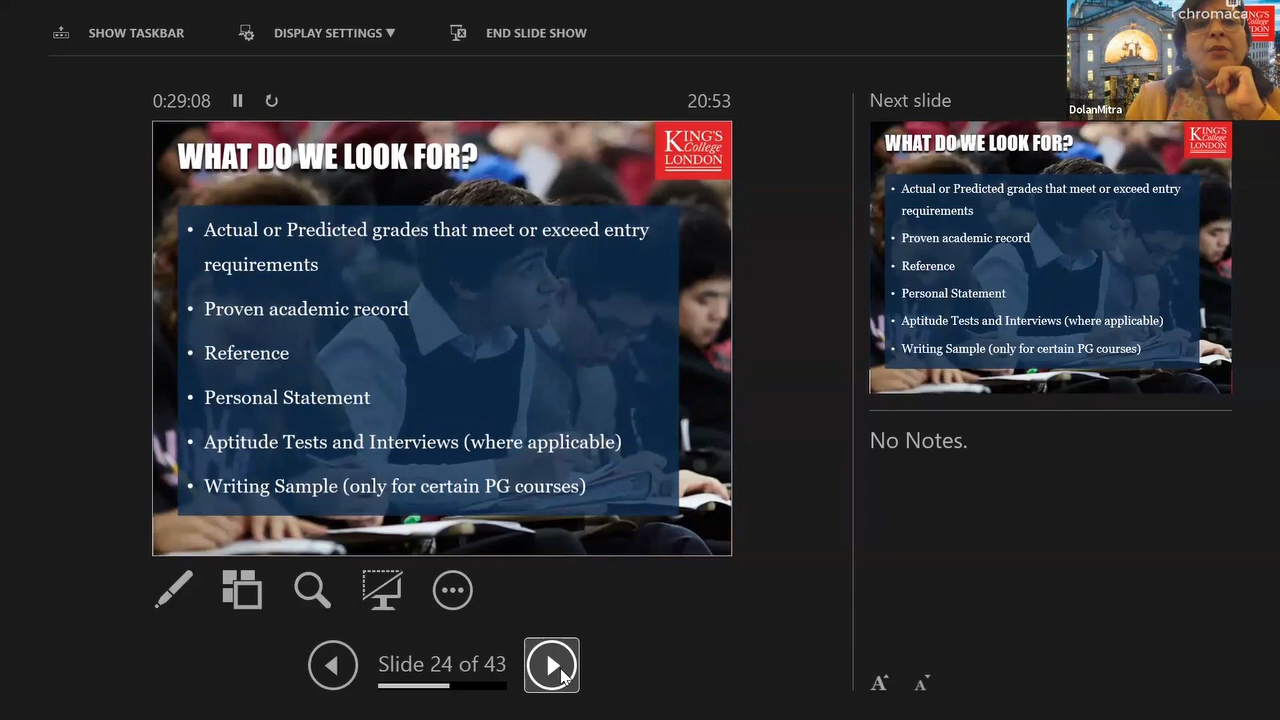 SHOW TASKBAR
DISPLAY SETTINGS ▼
END SLIDE SHOW
chromaca
DolanMitra
0:29:08
20:53
Next slide
WHAT DO WE LOOK FOR?
KING'S
College
LONDON
• Actual or Predicted grades that meet or exceed entry
requirements
• Proven academic record
• Reference
• Personal Statement
• Aptitude Tests and Interviews (where applicable)
• Writing Sample (only for certain PG courses)
WHAT DO WE LOOK FOR?
KING'S
College
LONDON
• Actual or Predicted grades that meet or exceed entry
requirements
• Proven academic record
• Reference
• Personal Statement
• Aptitude Tests and Interviews (where applicable)
• Writing Sample (only for certain PG courses)
No Notes.
Slide 24 of 43
A A